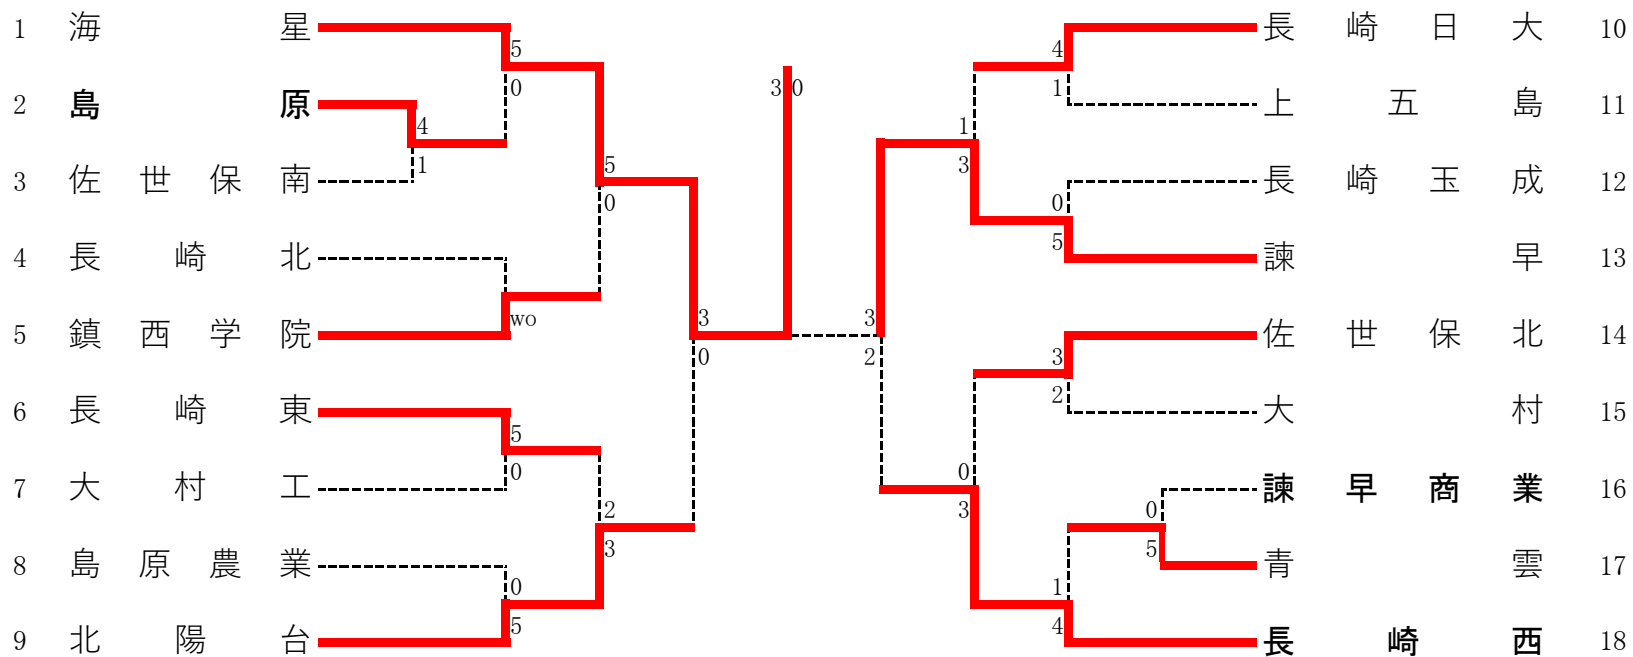 1 海星 長崎日大 10
5 4
3 0 0 1
2 島原 上五島 11
4 1
1 5 3
3 佐世保南 長崎玉成 12
0 0
4 長崎北 諫早 13
5
wo 3 3
5 鎮西学院 佐世保北 14
0 2 3
2
6 長崎東 大村 15
5
0 0
7 大村工 諫早商業 16
2 3 0
3 5
8 島原農業 青雲 17
0 1
5 4
9 北陽台 長崎西 18